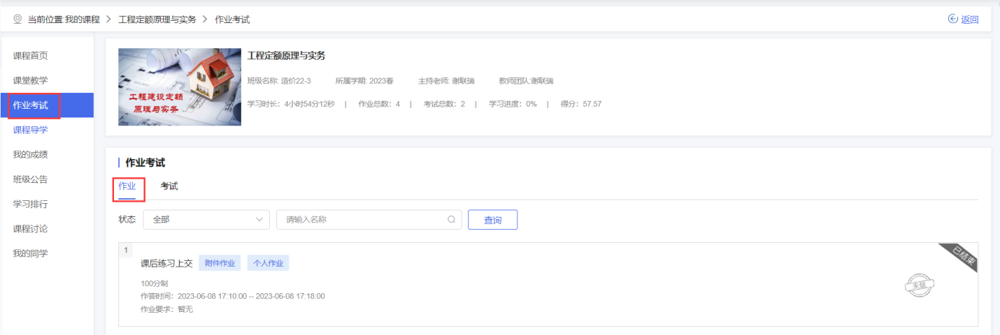 当前位置:我的课程 > 工程定额原理与实务 > 作业考试
返回
课程首页
课堂教学
作业考试
课程导学
我的成绩
班级公告
学习排行
课程讨论
我的同学
工程建设定额
原理与实务
工程定额原理与实务
班级名称: 造价22-3 所属学期: 2023春 主持老师: 谢联瑞 教师团队:谢联瑞
学习时长：4小时54分12秒 | 作业总数：4 | 考试总数：2 | 学习进度：0% | 得分：57.57
作业考试
作业 考试
状态 全部 请输入名称 查询
1
课后练习上交 附件作业 个人作业
已结束
100分制
未做
作答时间：2023-06-08 17:10:00 -- 2023-06-08 17:18:00
作业要求：暂无